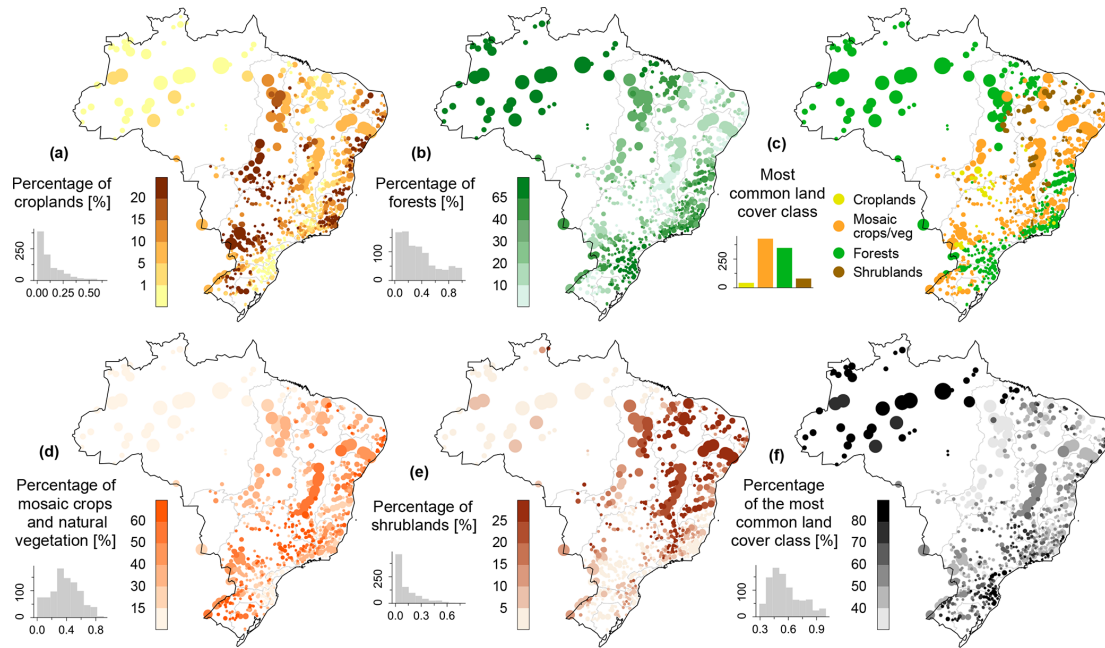 (a)
Percentage of
croplands [%]
20
15
10
5
1
0 250
0.00 0.25 0.50
(b)
Percentage of
forests [%]
65
40
30
20
10
0 100
0.0 0.4 0.8
(c)
Most
common land
cover class
Croplands
Mosaic
crops/veg
Forests
Shrublands
0 250
(d)
Percentage of
mosaic crops
and natural
vegetation [%]
60
50
40
30
15
0 100
0.0 0.4 0.8
(e)
Percentage of
shrublands [%]
25
20
15
10
5
0 250
0.0 0.4 0.8
(f)
Percentage
of the most
common land
cover class [%]
80
70
60
50
40
0 100
0.3 0.6 0.9